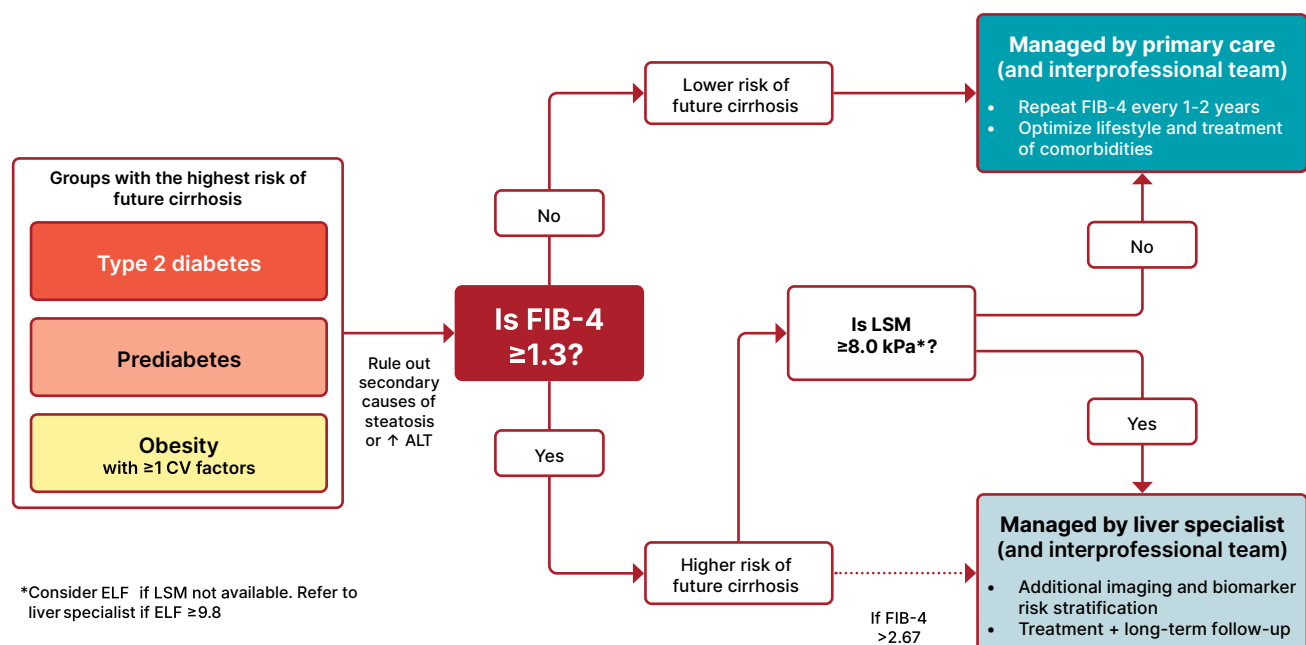 Groups with the highest risk of
future cirrhosis
Type 2 diabetes
Prediabetes
Obesity
with ≥1 CV factors
*Consider ELF if LSM not available. Refer to
liver specialist if ELF ≥9.8
Rule out
secondary
causes of
steatosis
or ↑ ALT
Is FIB-4
≥1.3?
No
Yes
Lower risk of
future cirrhosis
Higher risk of
future cirrhosis
If FIB-4
>2.67
Is LSM
≥8.0 kPa*?
No
Yes
Managed by primary care
(and interprofessional team)
• Repeat FIB-4 every 1-2 years
• Optimize lifestyle and treatment
of comorbidities
Managed by liver specialist
(and interprofessional team)
• Additional imaging and biomarker
risk stratification
• Treatment + long-term follow-up